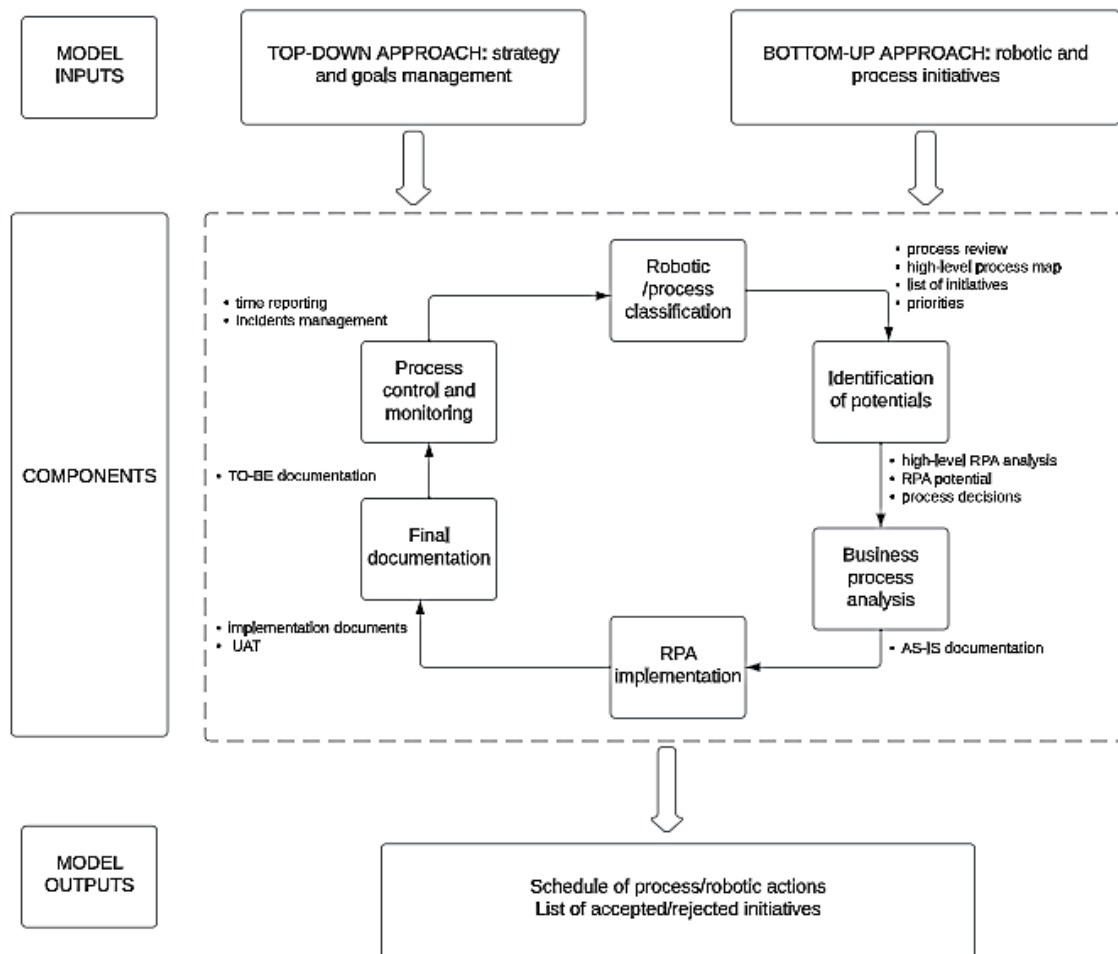 MODEL
INPUTS
TOP-DOWN APPROACH: strategy
and goals management
BOTTOM-UP APPROACH: robotic and
process initiatives
COMPONENTS
Robotic
/process
classification
• process review
• high-level process map
• list of initiatives
• priorities
Identification
of potentials
• high-level RPA analysis
• RPA potential
• process decisions
Business
process
analysis
• AS-IS documentation
RPA
implementation
• implementation documents
• UAT
Final
documentation
• TO-BE documentation
Process
control and
monitoring
• time reporting
• incidents management
MODEL
OUTPUTS
Schedule of process/robotic actions
List of accepted/rejected initiatives